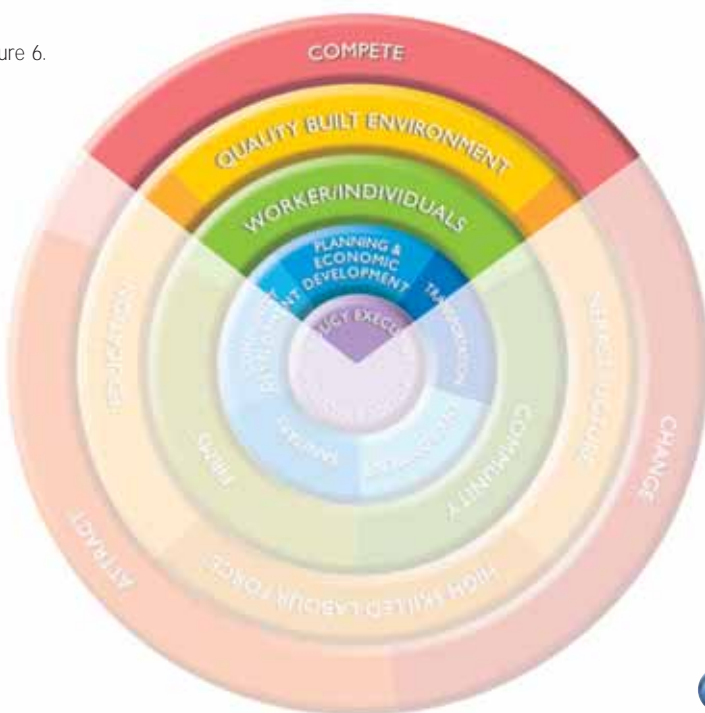 ure 6.
COMPETE
QUALITY BUILT ENVIRONMENT
WORKER/INDIVIDUALS
PLANNING &
ECONOMIC
DEVELOPMENT
TRANSPORTATION
EDUCATION
FIRMS
COMMUNITY
CHANGE
ATTRACT
HIGH SKILLED LABOUR FORCE